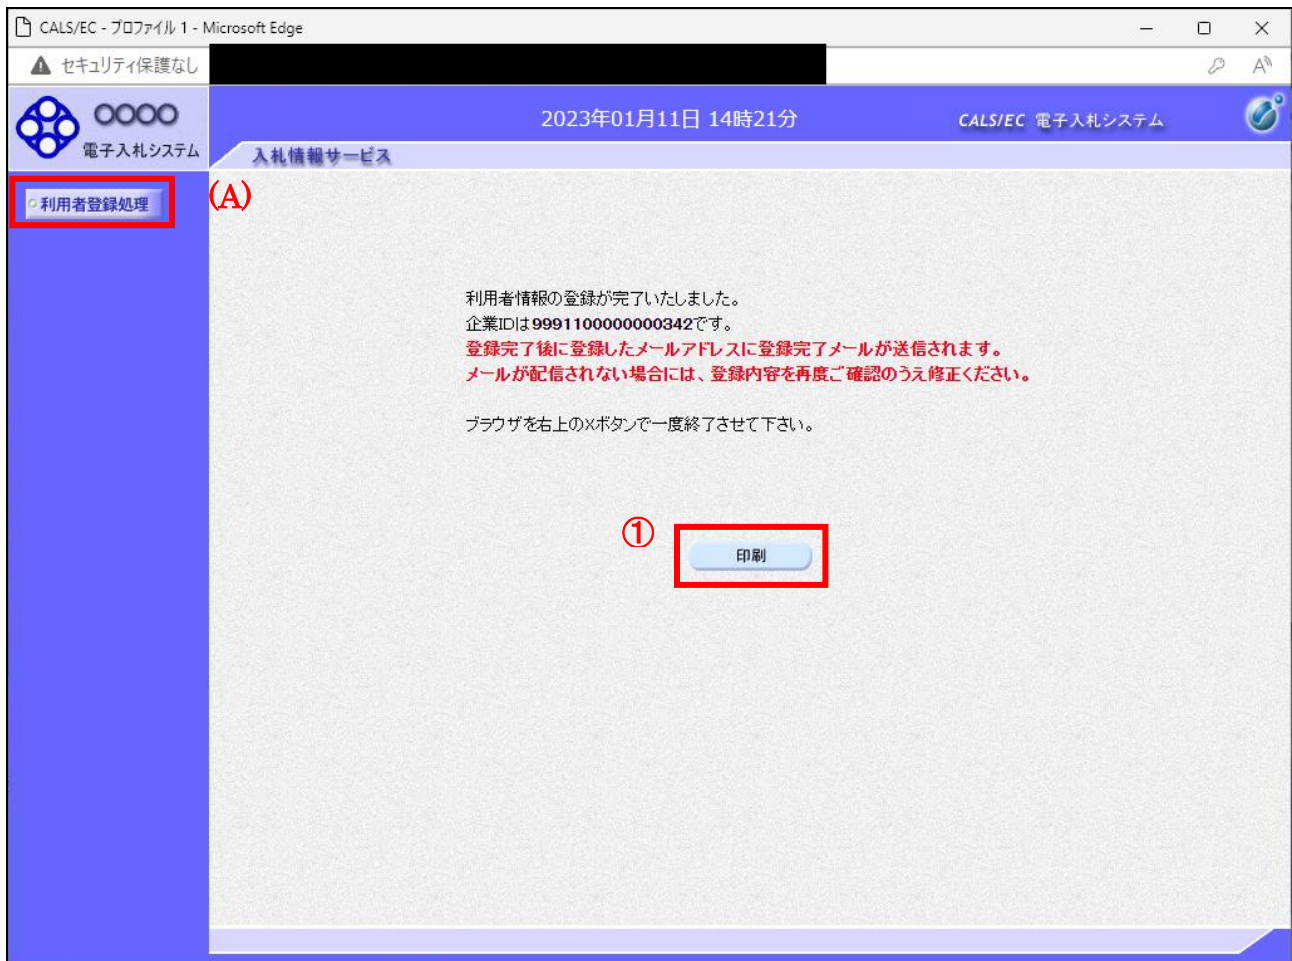 CALS/EC - プロファイル 1 - Microsoft Edge
セキュリティ保護なし
○○○○
電子入札システム
2023年01月11日 14時21分
CALS/EC 電子入札システム
入札情報サービス
利用者登録処理
(A)
利用者情報の登録が完了いたしました。
企業IDは9991100000000342です。
登録完了後に登録したメールアドレスに登録完了メールが送信されます。
メールが配信されない場合には、登録内容を再度ご確認のうえ修正ください。
ブラウザを右上の×ボタンで一度終了させて下さい。
①
印刷